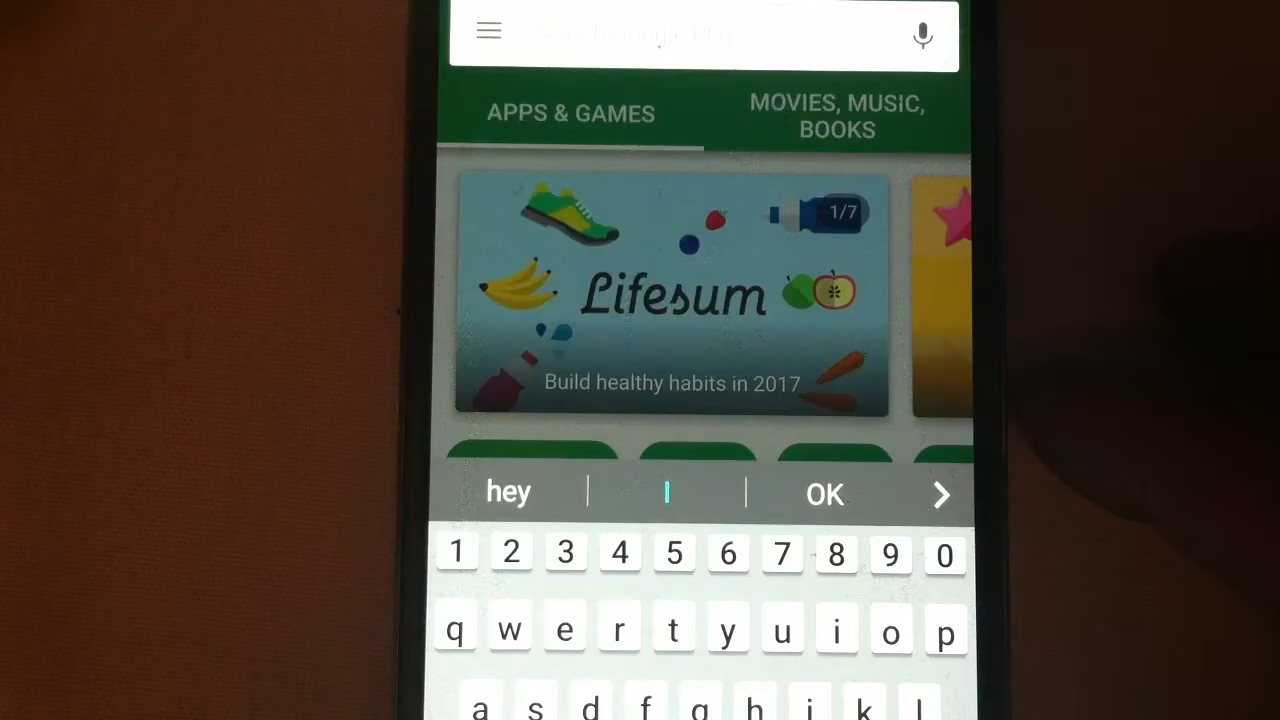 APPS & GAMES
MOVIES, MUSIC,
BOOKS
1/7
Lifesum
Build healthy habits in 2017
hey
I
OK
1 2 3 4 5 6 7 8 9 0
q w e r t y u i o p
a s d f g h j k l